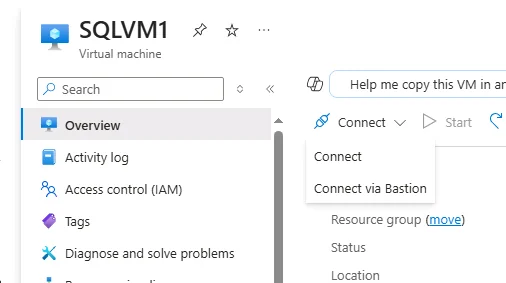 SQLVM1
Virtual machine
Search
Overview
Activity log
Access control (IAM)
Tags
Diagnose and solve problems
Help me copy this VM in
Connect
Start
Connect
Connect via Bastion
Resource group (move)
Status
Location